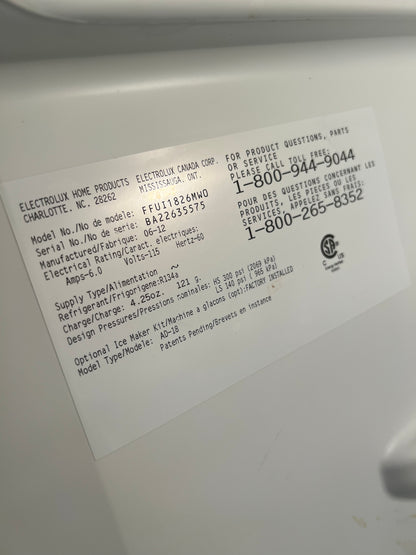 ELECTROLUX HOME PRODUCTS
CHARLOTTE, NC. 28262
ELECTROLUX CANADA CORP.
MISSISSAUGA, ONT.
FOR PRODUCT QUESTIONS, PARTS
OR SERVICE
PLEASE CALL TOLL FREE:
1-800-944-9044
POUR DES QUESTIONS CONCERNANT LES
PRODUITS, LES PIECES OU LES
SERVICES, APPELEZ SANS FRAIS:
1-800-265-8352
Model No./No de modele: FFUI1826MW0
Serial No./No de serie: BA22635575
Manufactured/Fabrique: 06-12
Electrical Rating/Caract. electriques:
Amps-6.0 Volts-115 Hertz-60
Supply Type/Alimentation ~
Refrigerant/Frigorigene: R134a
Charge/Charge: 4.25oz. 121 g.
Design Pressures/Pressions nominales: HS 300 psi (2069 kPa)
LS 140 psi ( 965 kPa)
Optional Ice Maker Kit/Machine a glacons (opt): FACTORY INSTALLED
Model Type/Modele: AD-18
Patents Pending/Brevets en instance